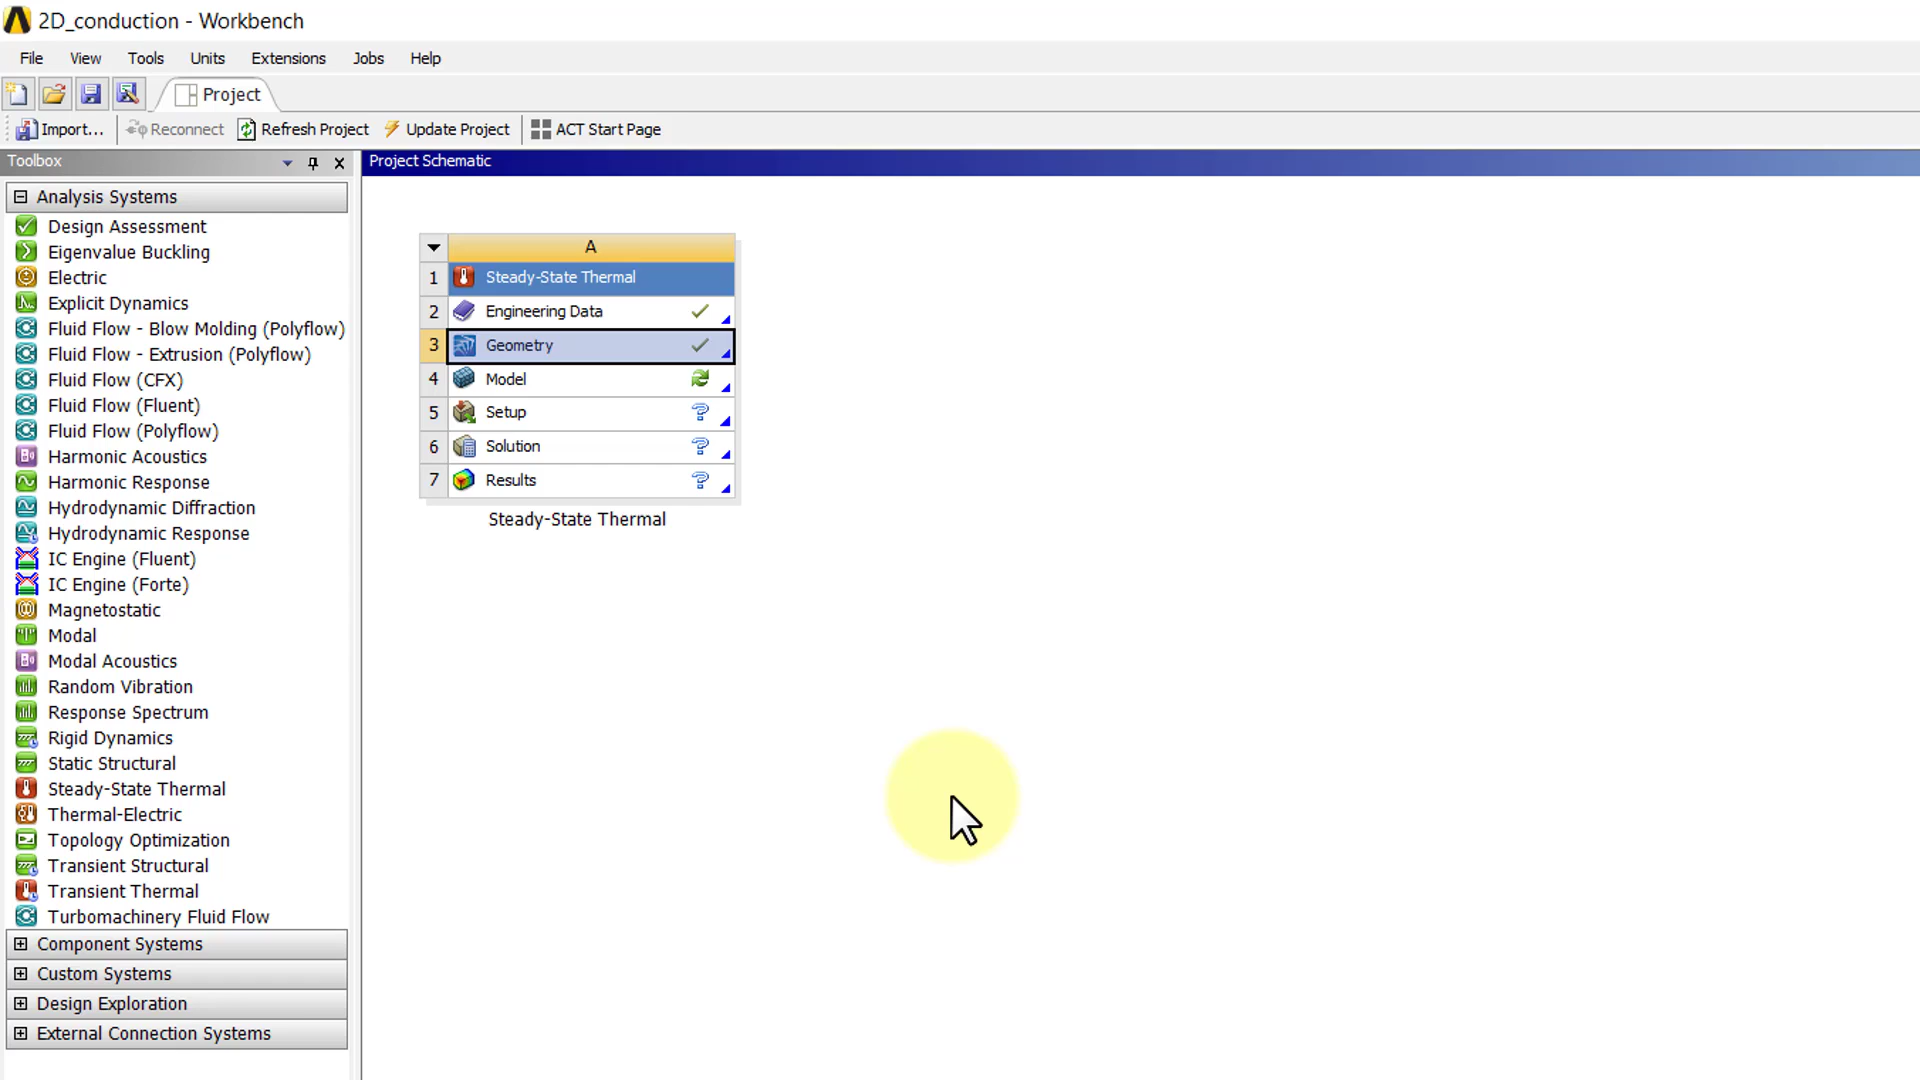 2D_conduction - Workbench
File View Tools Units Extensions Jobs Help
Project
Import... Reconnect Refresh Project Update Project ACT Start Page
Toolbox
Analysis Systems
Design Assessment
Eigenvalue Buckling
Electric
Explicit Dynamics
Fluid Flow - Blow Molding (Polyflow)
Fluid Flow - Extrusion (Polyflow)
Fluid Flow (CFX)
Fluid Flow (Fluent)
Fluid Flow (Polyflow)
Harmonic Acoustics
Harmonic Response
Hydrodynamic Diffraction
Hydrodynamic Response
IC Engine (Fluent)
IC Engine (Forte)
Magnetostatic
Modal
Modal Acoustics
Random Vibration
Response Spectrum
Rigid Dynamics
Static Structural
Steady-State Thermal
Thermal-Electric
Topology Optimization
Transient Structural
Transient Thermal
Turbomachinery Fluid Flow
Component Systems
Custom Systems
Design Exploration
External Connection Systems
Project Schematic
A
1 Steady-State Thermal
2 Engineering Data
3 Geometry
4 Model
5 Setup
6 Solution
7 Results
Steady-State Thermal